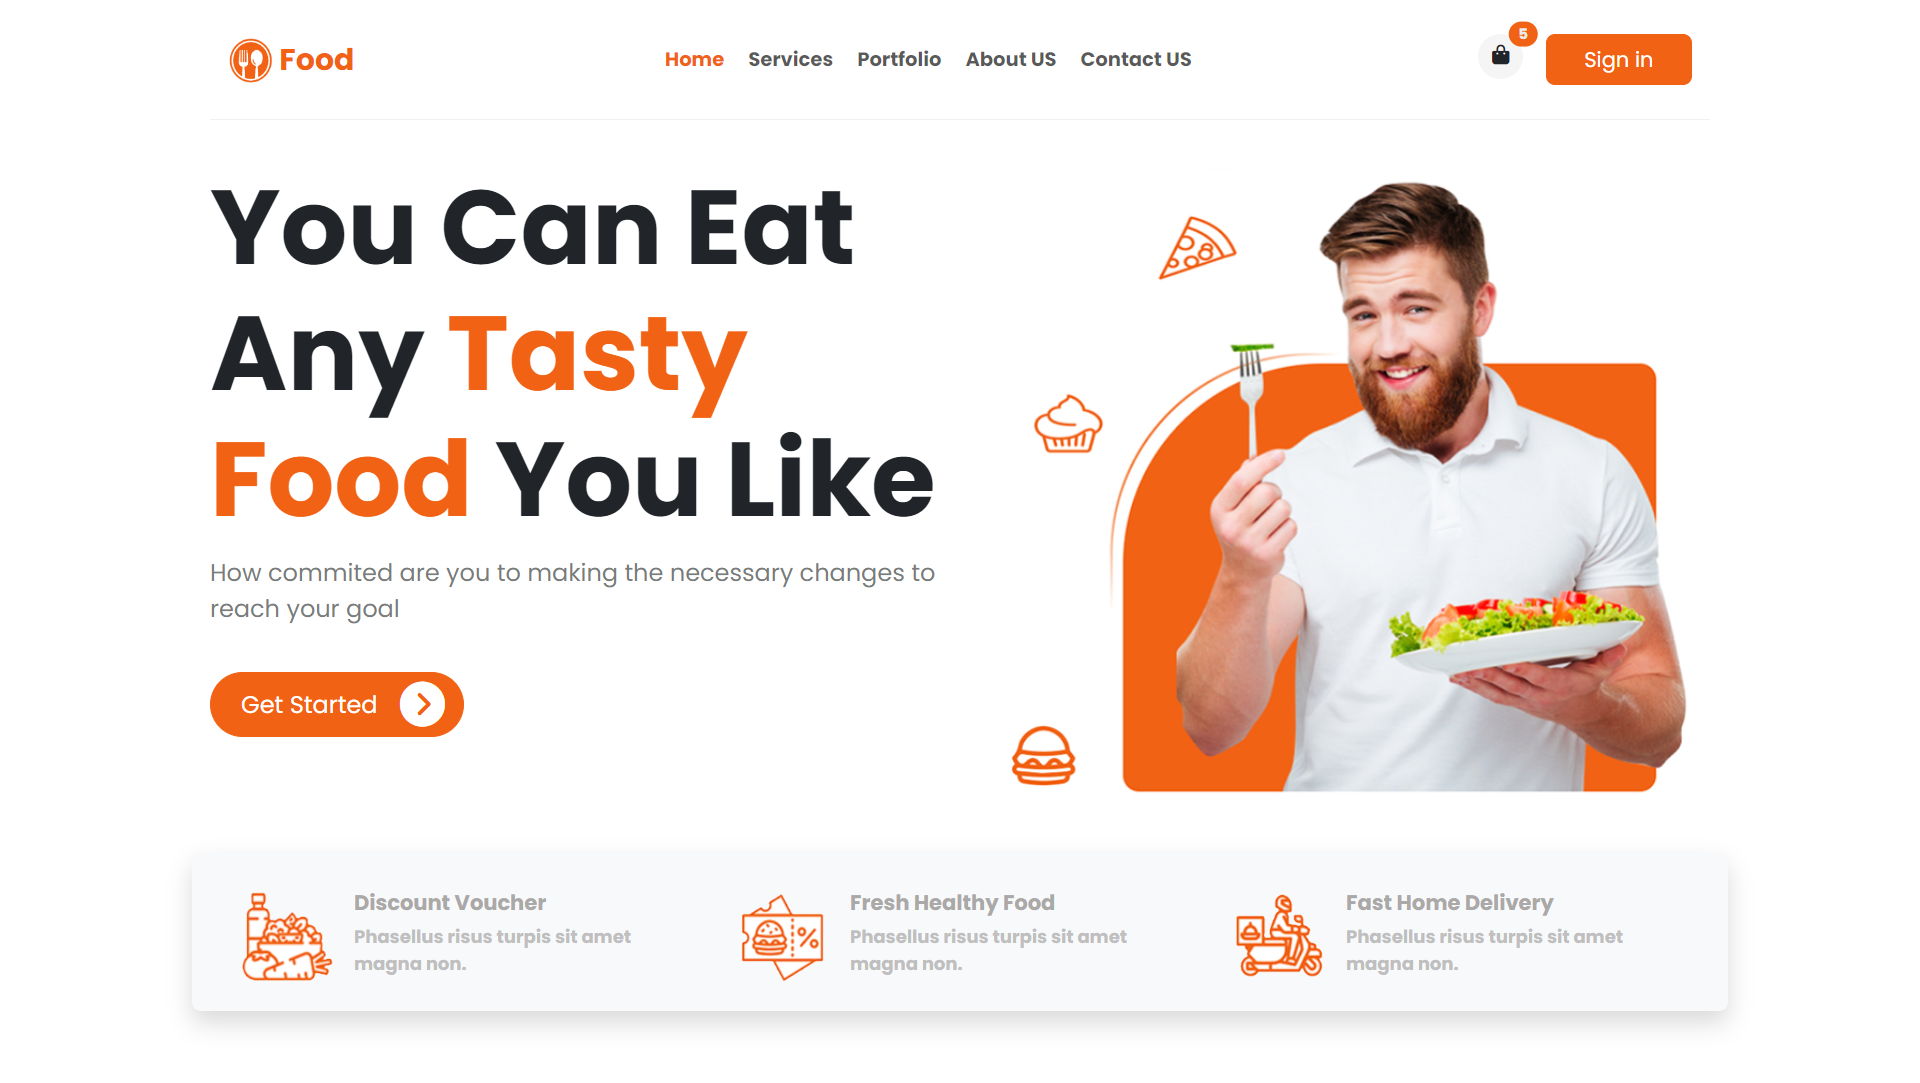 Food
Home Services Portfolio About US Contact US
5
Sign in
You Can Eat
Any Tasty
Food You Like
How commited are you to making the necessary changes to
reach your goal
Get Started
Discount Voucher
Phasellus risus turpis sit amet
magna non.
%
Fresh Healthy Food
Phasellus risus turpis sit amet
magna non.
Fast Home Delivery
Phasellus risus turpis sit amet
magna non.